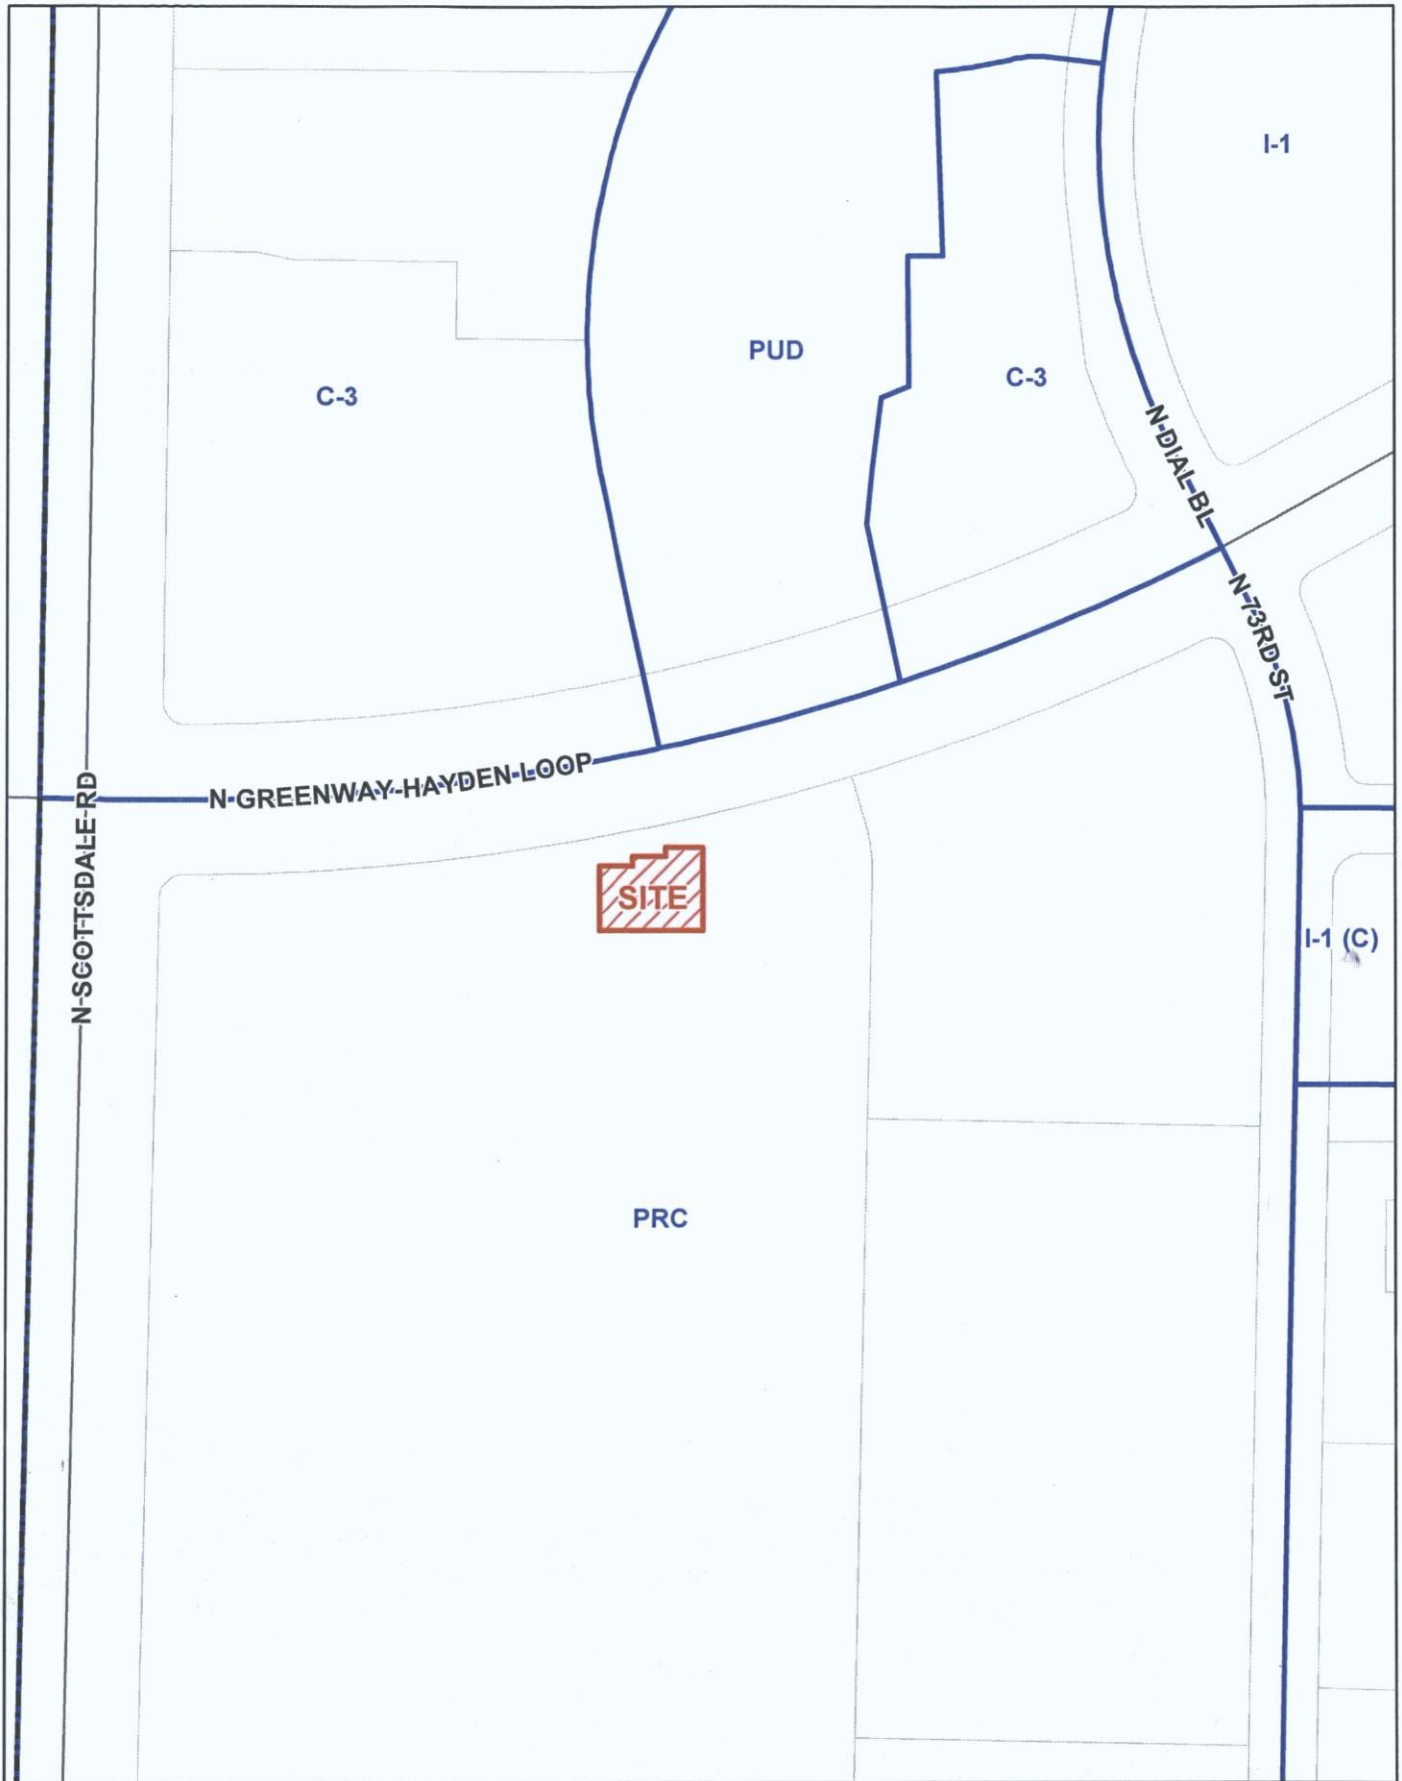 I-1
PUD
C-3
C-3
N DIAL BL
N 73RD ST
N GREENWAY-HAYDEN LOOP
N SCOTTSDALE RD
SITE
I-1 (C)
PRC